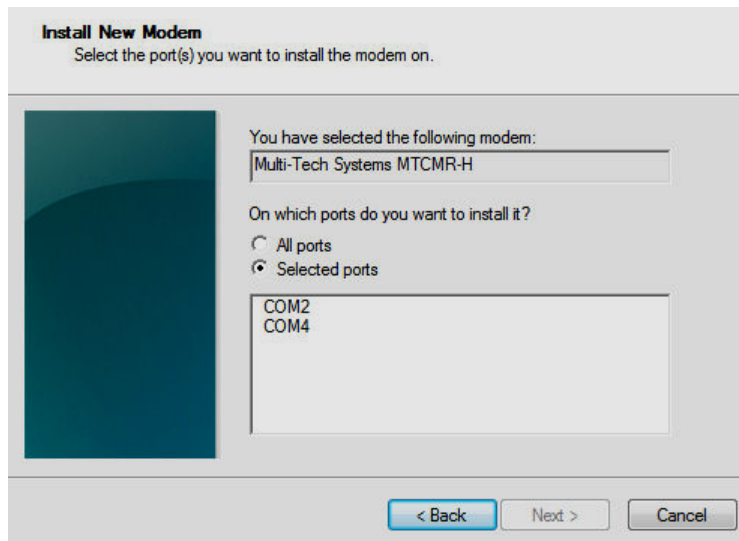 Install New Modem
Select the port(s) you want to install the modem on.
You have selected the following modem:
Multi-Tech Systems MTCMR-H
On which ports do you want to install it?
All ports
Selected ports
COM2
COM4
< Back
Next >
Cancel